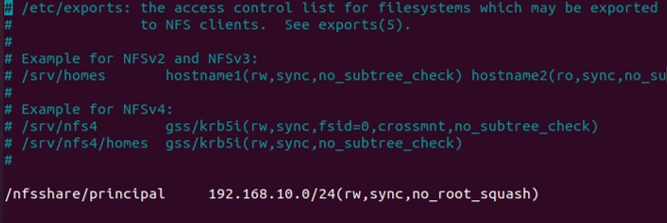 # /etc/exports: the access control list for filesystems which may be exported
#               to NFS clients.  See exports(5).
#
# Example for NFSv2 and NFSv3:
# /srv/homes       hostname1(rw,sync,no_subtree_check) hostname2(ro,sync,no_su
#
# Example for NFSv4:
# /srv/nfs4        gss/krb5i(rw,sync,fsid=0,crossmnt,no_subtree_check)
# /srv/nfs4/homes  gss/krb5i(rw,sync,no_subtree_check)
#
/nfsshare/principal     192.168.10.0/24(rw,sync,no_root_squash)